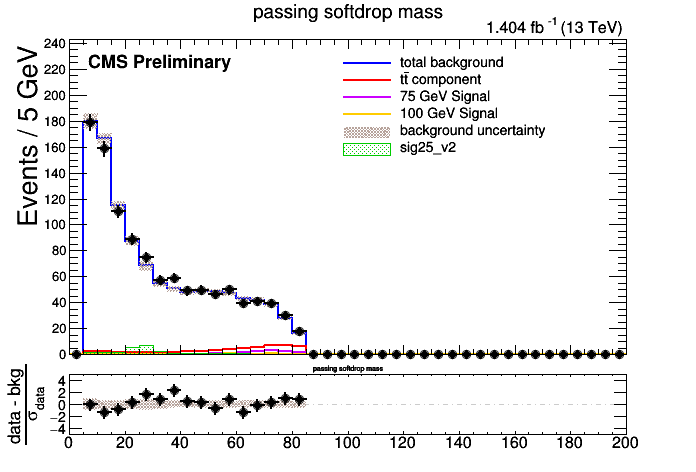 passing softdrop mass
1.404 fb⁻¹ (13 TeV)
CMS Preliminary
total background
tt̄ component
75 GeV Signal
100 GeV Signal
background uncertainty
sig25_v2
Events / 5 GeV
240
220
200
180
160
140
120
100
80
60
40
20
0
passing softdrop mass
data - bkg
σ data
4
2
0
−2
−4
0 20 40 60 80 100 120 140 160 180 200